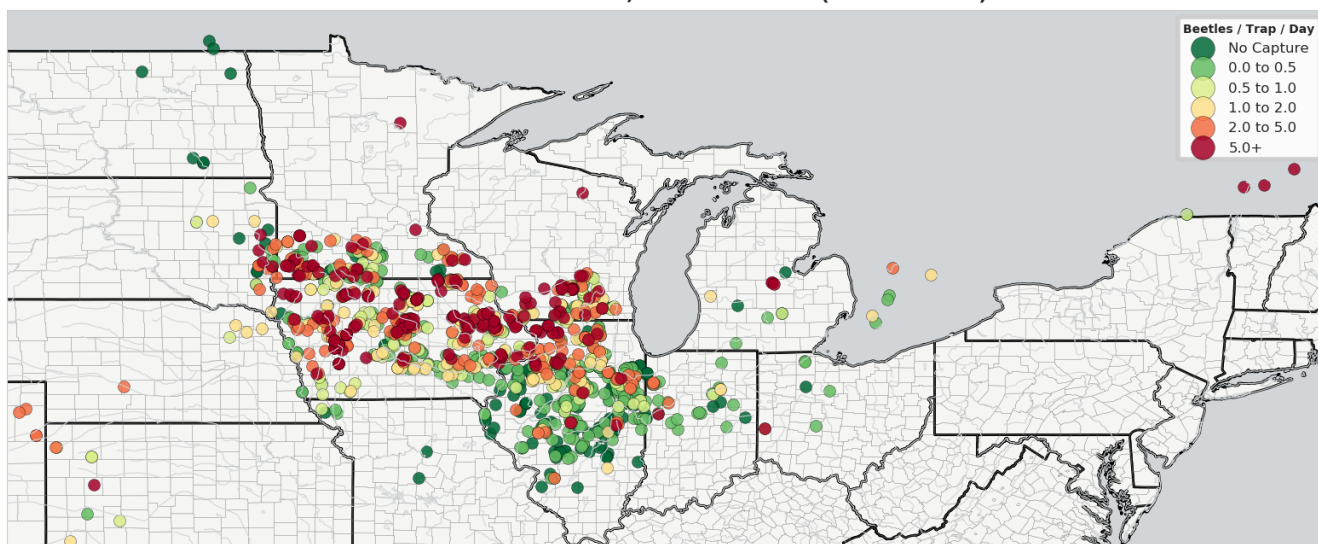 Beetles / Trap / Day
No Capture
0.0 to 0.5
0.5 to 1.0
1.0 to 2.0
2.0 to 5.0
5.0+